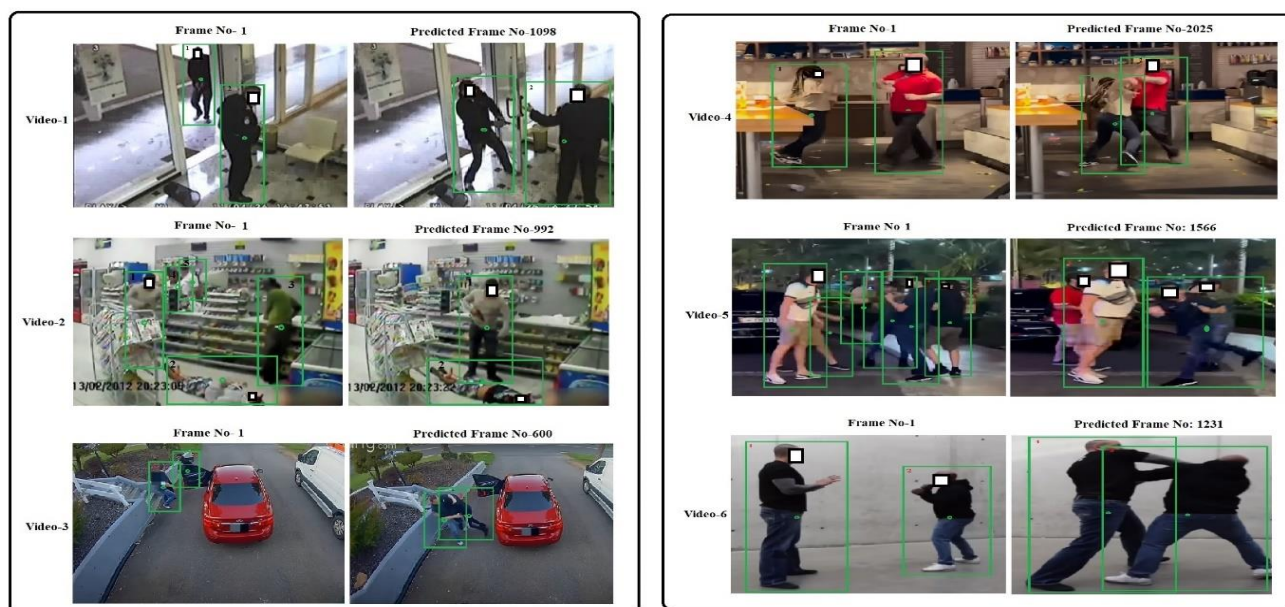 Frame No- 1
Predicted Frame No-1098
Video-1
Frame No- 1
Predicted Frame No-992
Video-2
13/02/2012 20:23:05
13/02/2012 20:23:22
Frame No- 1
Predicted Frame No-600
Video-3
Frame No-1
Predicted Frame No-2025
Video-4
Frame No 1
Predicted Frame No: 1566
Video-5
Frame No-1
Predicted Frame No: 1231
Video-6